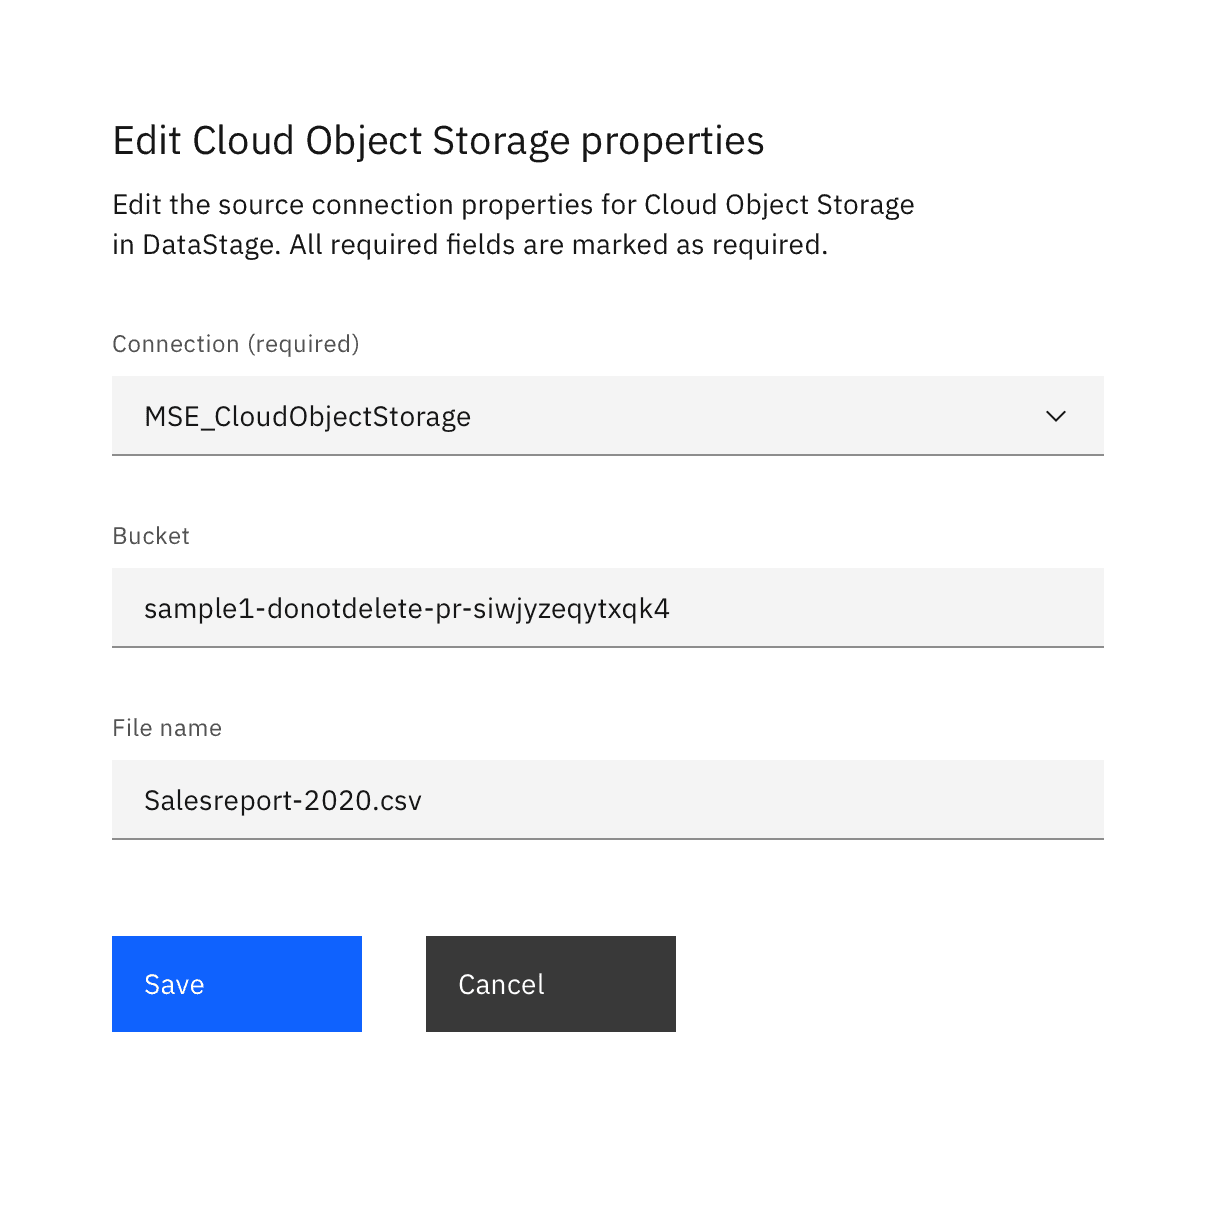 Edit Cloud Object Storage properties
Edit the source connection properties for Cloud Object Storage
in DataStage. All required fields are marked as required.
Connection (required)
MSE_CloudObjectStorage
Bucket
sample1-donotdelete-pr-siwjyzeqytxqk4
File name
Salesreport-2020.csv
Save
Cancel